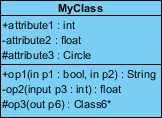 MyClass
+attribute1 : int
-attribute2 : float
#attribute3 : Circle
+op1(in p1 : bool, in p2) : String
-op2(input p3 : int) : float
#op3(out p6) : Class6*